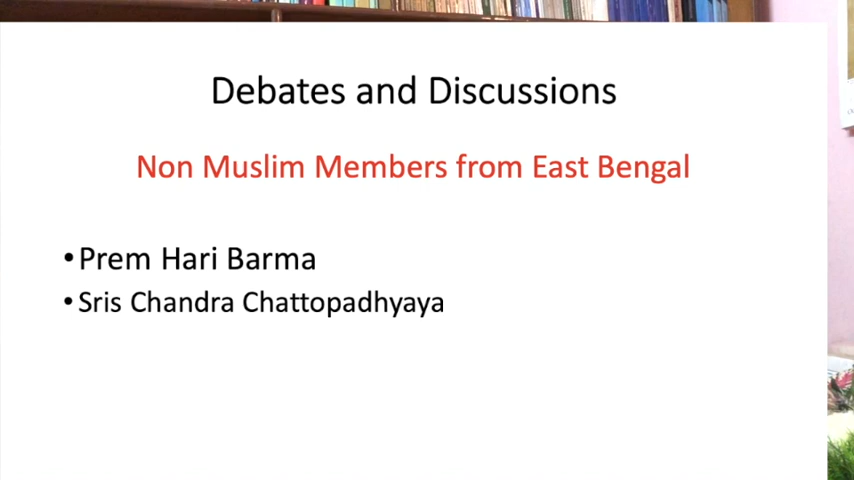 Debates and Discussions
Non Muslim Members from East Bengal
•Prem Hari Barma
•Sris Chandra Chattopadhyaya